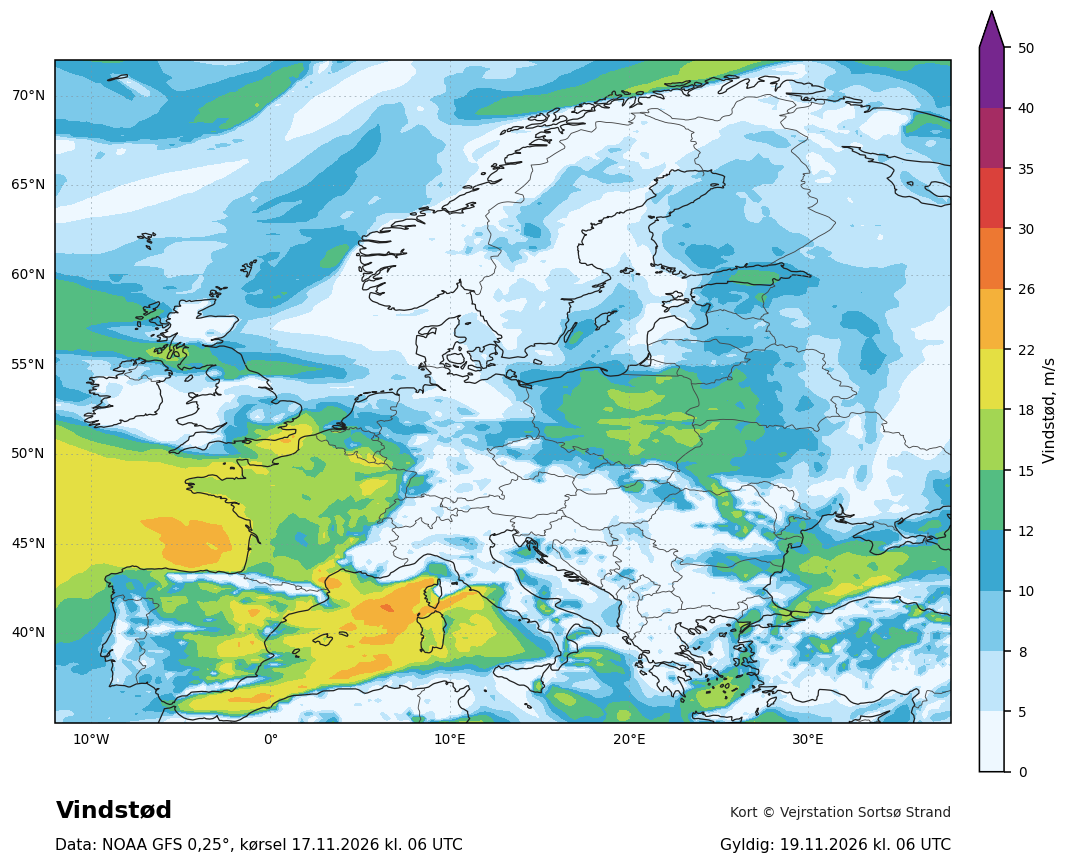 70°N
65°N
60°N
55°N
50°N
45°N
40°N
10°W
0°
10°E
20°E
30°E
50
40
35
30
26
22
18
15
12
10
8
5
0
Vindstød, m/s
Vindstød
Kort © Vejrstation Sortsø Strand
Data: NOAA GFS 0,25°, kørsel 17.11.2026 kl. 06 UTC
Gyldig: 19.11.2026 kl. 06 UTC